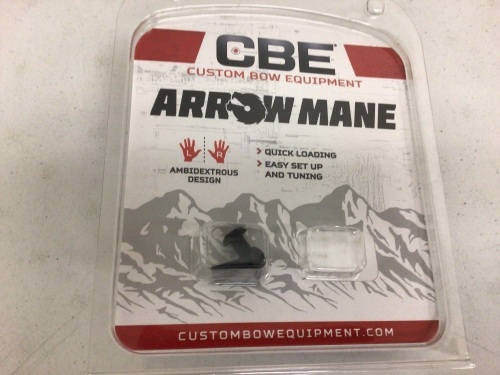 CBE
CUSTOM BOW EQUIPMENT
ARROW MANE
L R
AMBIDEXTROUS
DESIGN
> QUICK LOADING
> EASY SET UP
AND TUNING
CUSTOMBOWEQUIPMENT.COM